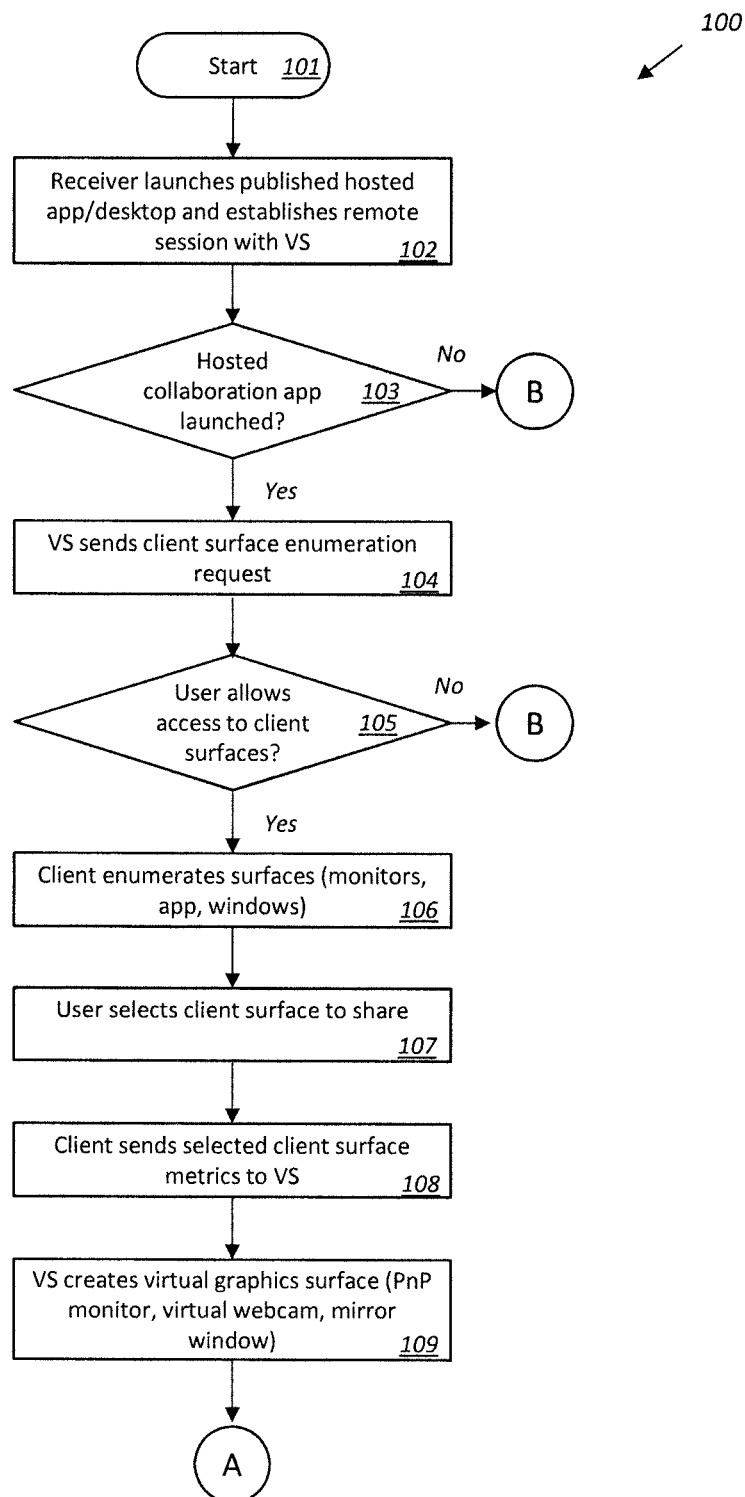 100
Start 101
Receiver launches published hosted
app/desktop and establishes remote
session with VS
102
Hosted
collaboration app
launched?
103
No
B
Yes
VS sends client surface enumeration
request
104
User allows
access to client
surfaces?
105
No
B
Yes
Client enumerates surfaces (monitors,
app, windows)
106
User selects client surface to share
107
Client sends selected client surface
metrics to VS
108
VS creates virtual graphics surface (PnP
monitor, virtual webcam, mirror
window)
109
A